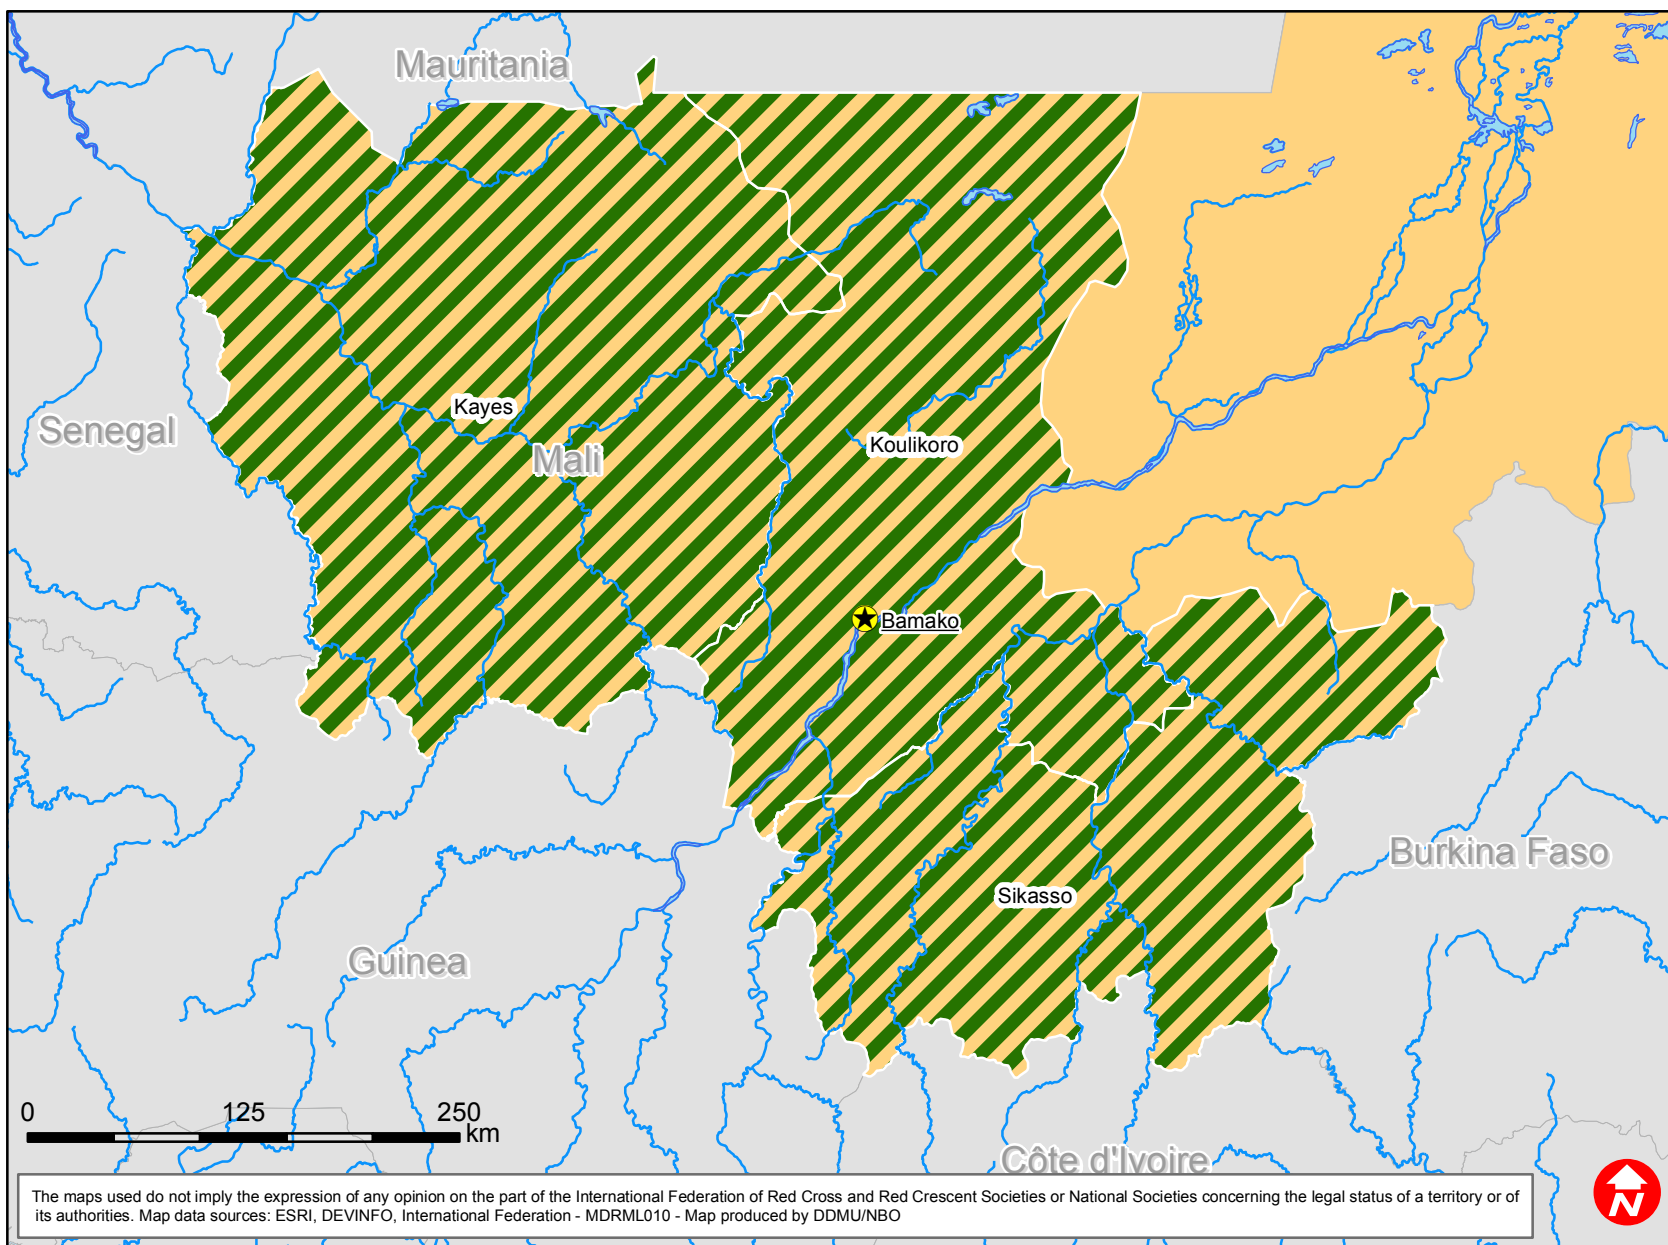 Mauritania
Senegal
Kayes
Mali
Koulikoro
Bamako
Burkina Faso
Sikasso
Guinea
0 125 250
km
Côte d'Ivoire
The maps used do not imply the expression of any opinion on the part of the International Federation of Red Cross and Red Crescent Societies or National Societies concerning the legal status of a territory or of
its authorities. Map data sources: ESRI, DEVINFO, International Federation - MDRML010 - Map produced by DDMU/NBO
N